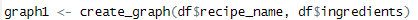 graph1 <- create_graph(df$recipe_name, df$ingredients)